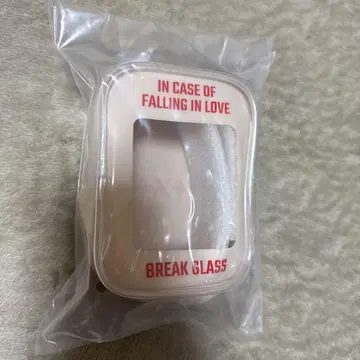 IN CASE OF
FALLING IN LOVE
BREAK GLASS